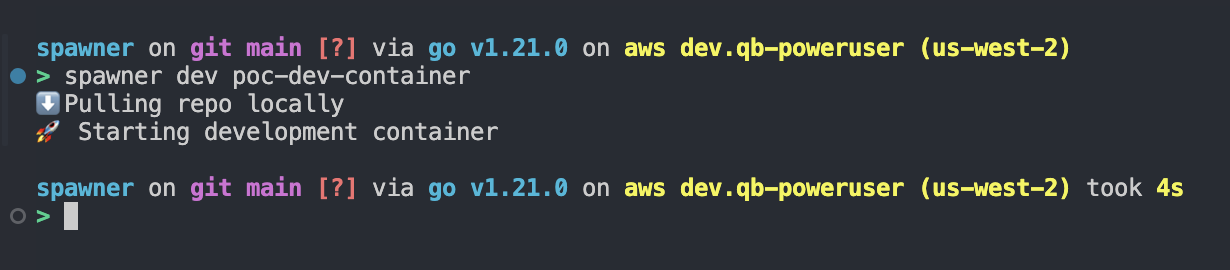 spawner on git main [?] via go v1.21.0 on aws dev.qb-poweruser (us-west-2)
> spawner dev poc-dev-container
⬇️Pulling repo locally
🚀 Starting development container
spawner on git main [?] via go v1.21.0 on aws dev.qb-poweruser (us-west-2) took 4s
>